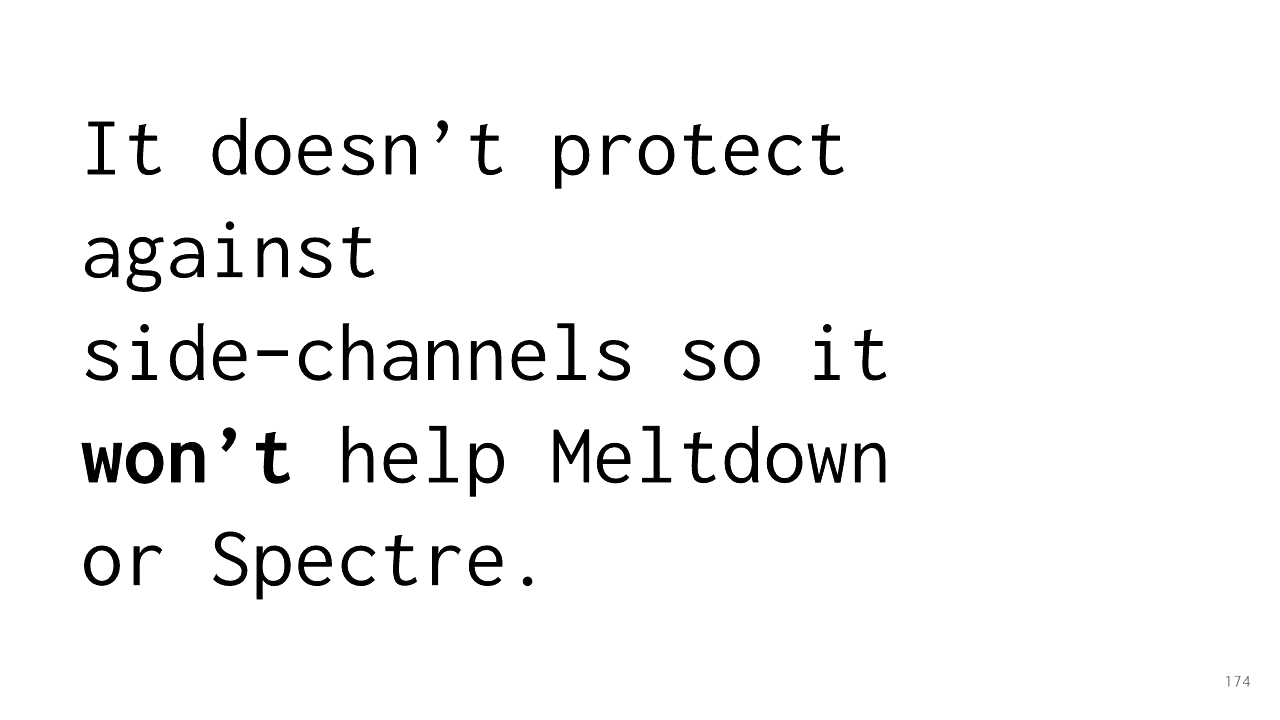 It doesn’t protect
against
side-channels so it
won’t help Meltdown
or Spectre.
174